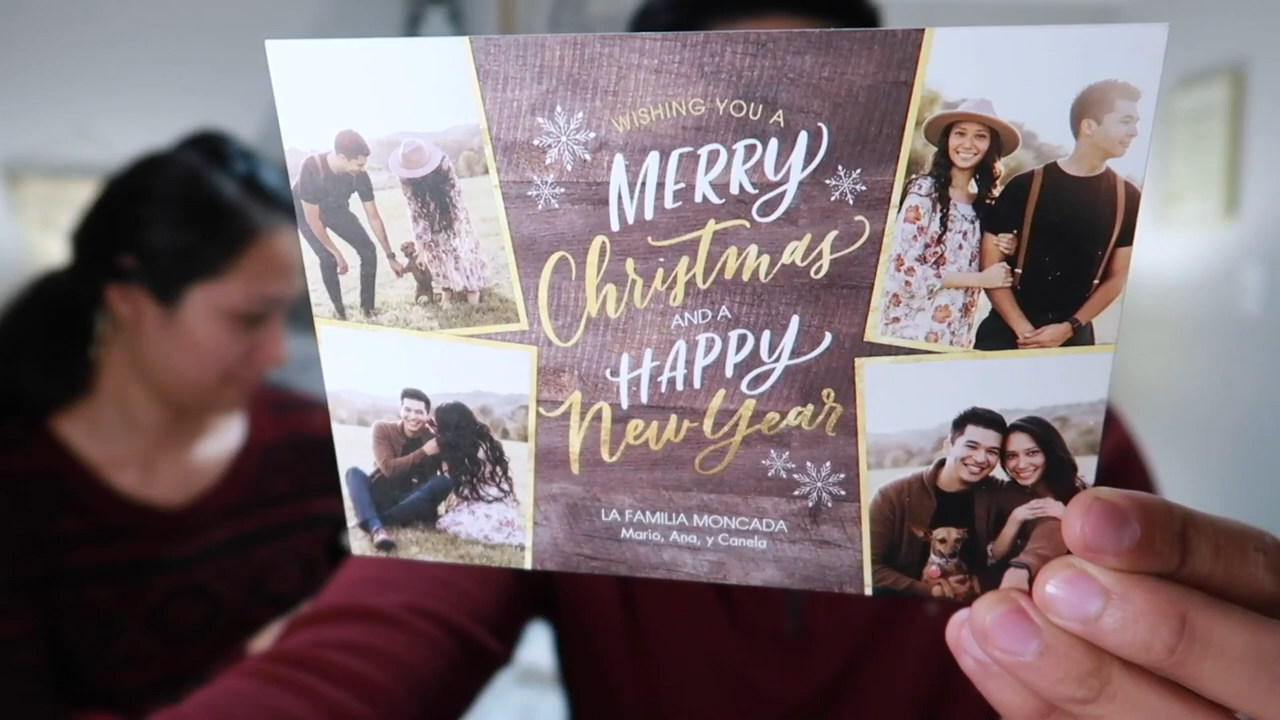 WISHING YOU A
MERRY
Christmas
AND A
HAPPY
New Year
LA FAMILIA MONCADA
Mario, Ana, y Canela